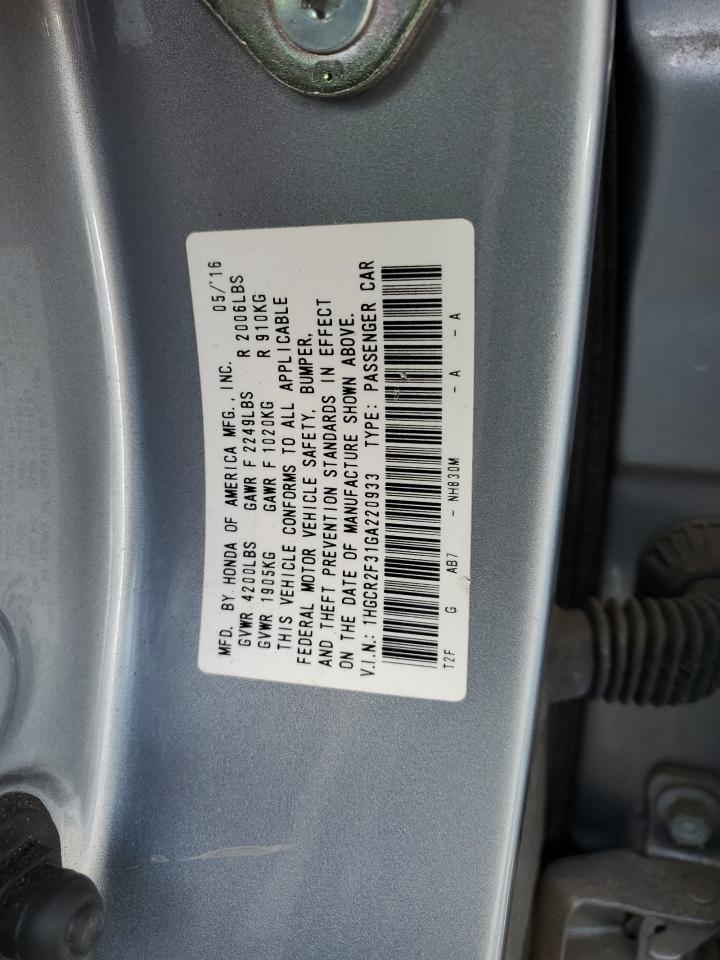 MFD. BY HONDA OF AMERICA MFG., INC. 05/'16
GVWR 4200LBS GAWR F 2249LBS R 2006LBS
GVWR 1905KG GAWR F 1020KG R 910KG
THIS VEHICLE CONFORMS TO ALL APPLICABLE
FEDERAL MOTOR VEHICLE SAFETY, BUMPER,
AND THEFT PREVENTION STANDARDS IN EFFECT
ON THE DATE OF MANUFACTURE SHOWN ABOVE.
V.I.N.: 1HGCR2F31GA220933 TYPE: PASSENGER CAR
T2F G AB7 - NH830M - A - A